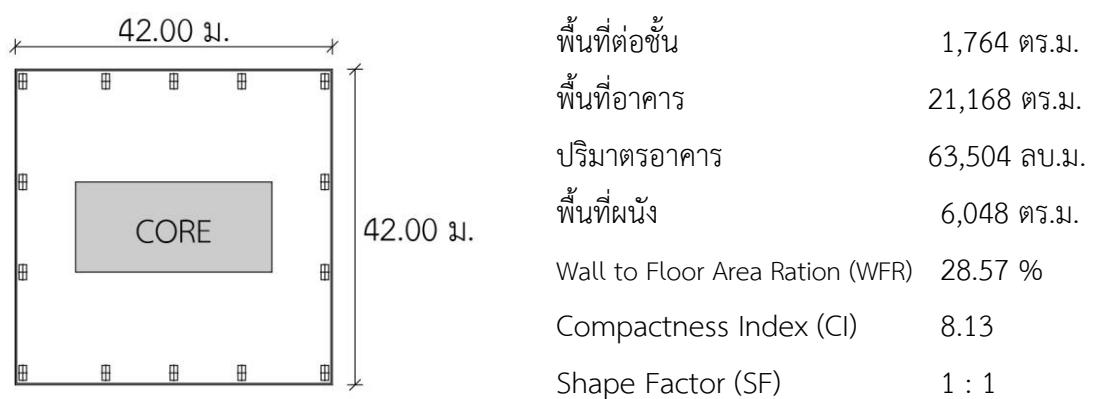 42.00 ม.
CORE
42.00 ม.
พื้นที่ต่อชั้น 1,764 ตร.ม.
พื้นที่อาคาร 21,168 ตร.ม.
ปริมาตรอาคาร 63,504 ลบ.ม.
พื้นที่ผนัง 6,048 ตร.ม.
Wall to Floor Area Ration (WFR) 28.57 %
Compactness Index (CI) 8.13
Shape Factor (SF) 1 : 1